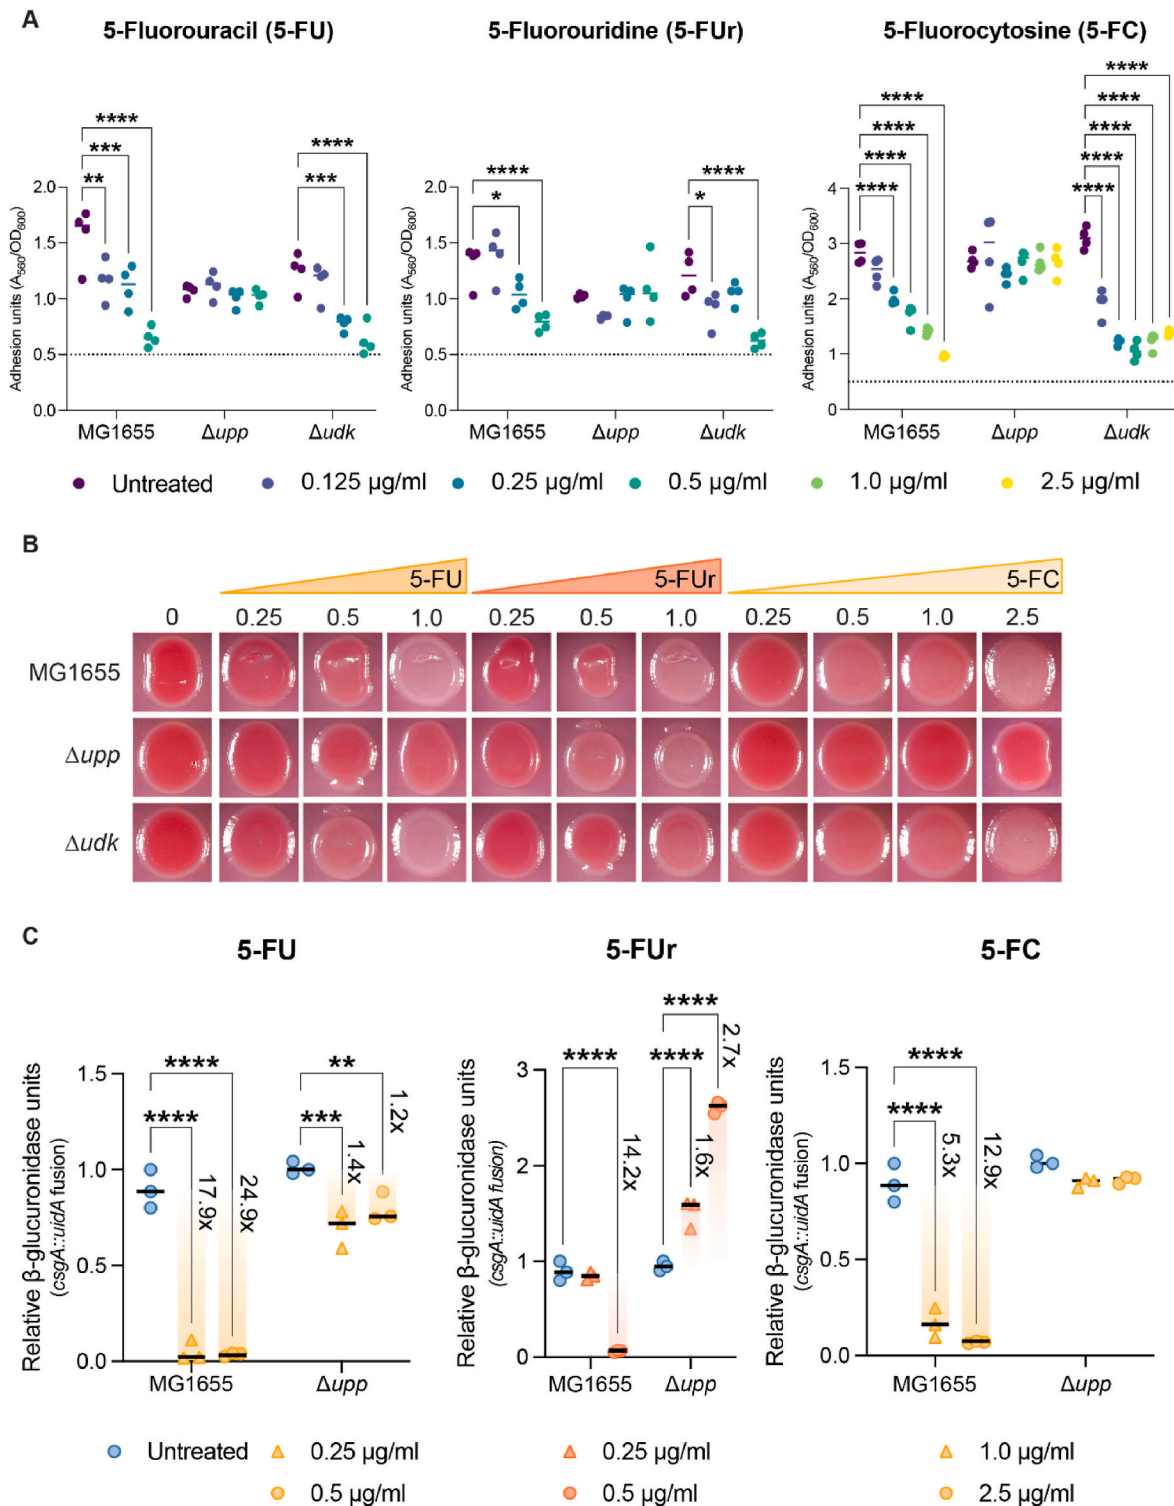 A
5-Fluorouracil (5-FU)
5-Fluorouridine (5-FUr)
5-Fluorocytosine (5-FC)
****
***
**
****
***
Adhesion units (A560/OD600)
2.0
1.5
1.0
0.5
0.0
MG1655
Δupp
Δudk
****
*
****
*
Adhesion units (A560/OD600)
2.0
1.5
1.0
0.5
0.0
MG1655
Δupp
Δudk
****
****
****
****
****
****
****
****
****
Adhesion units (A560/OD600)
4
3
2
1
0
MG1655
Δupp
Δudk
Untreated
0.125 µg/ml
0.25 µg/ml
0.5 µg/ml
1.0 µg/ml
2.5 µg/ml
B
5-FU
5-FUr
5-FC
0 0.25 0.5 1.0 0.25 0.5 1.0 0.25 0.5 1.0 2.5
MG1655
Δupp
Δudk
C
5-FU
5-FUr
5-FC
Relative β-glucuronidase units
(csgA::uidA fusion)
1.5
1.0
0.5
0.0
****
****
17.9x
24.9x
**
***
1.4x
1.2x
MG1655
Δupp
Relative β-glucuronidase units
(csgA::uidA fusion)
3
2
1
0
****
14.2x
****
****
1.6x
2.7x
MG1655
Δupp
Relative β-glucuronidase units
(csgA::uidA fusion)
1.5
1.0
0.5
0.0
****
****
5.3x
12.9x
MG1655
Δupp
Untreated
0.25 µg/ml
0.5 µg/ml
0.25 µg/ml
0.5 µg/ml
1.0 µg/ml
2.5 µg/ml